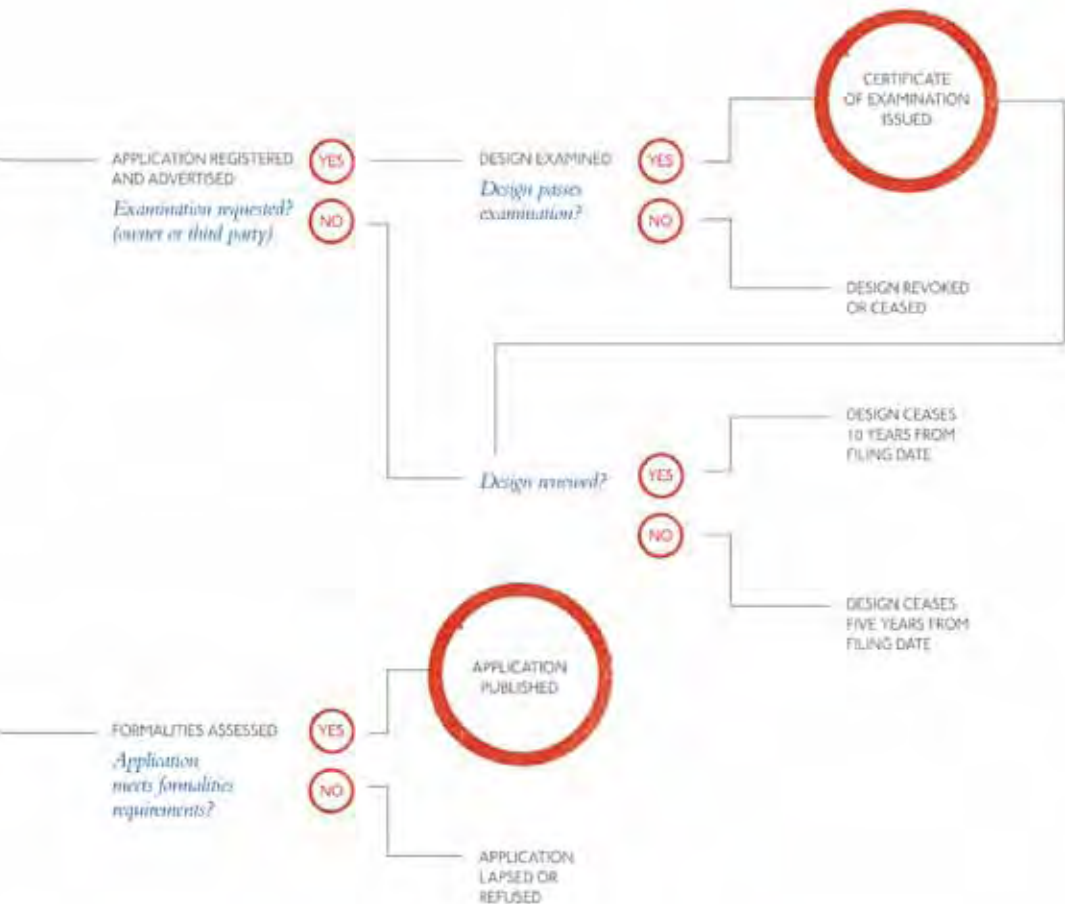 CERTIFICATE
OF EXAMINATION
ISSUED
APPLICATION REGISTERED
AND ADVERTISED
Examination requested?
(owner or third party)
YES
NO
DESIGN EXAMINED
Design passes
examination?
YES
NO
DESIGN REVOKED
OR CEASED
Design renewed?
YES
NO
DESIGN CEASES
10 YEARS FROM
FILING DATE
DESIGN CEASES
FIVE YEARS FROM
FILING DATE
APPLICATION
PUBLISHED
FORMALITIES ASSESSED
Application
meets formalities
requirements?
YES
NO
APPLICATION
LAPSED OR
REFUSED